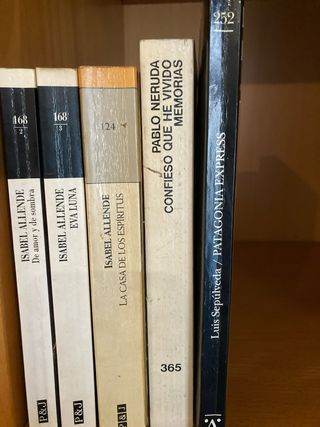 168
2
ISABEL ALLENDE
De amor y de sombra
P&J
168
3
ISABEL ALLENDE
EVA LUNA
P&J
124
ISABEL ALLENDE
LA CASA DE LOS ESPÍRITUS
P&J
PABLO NERUDA
CONFIESO QUE HE VIVIDO
MEMORIAS
365
252
Luis Sepúlveda / PATAGONIA EXPRESS